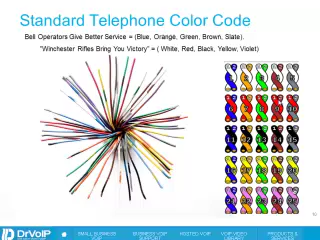 Standard Telephone Color Code
Bell Operators Give Better Service = (Blue, Orange, Green, Brown, Slate).
"Winchester Rifles Bring You Victory" = ( White, Red, Black, Yellow, Violet)
10
DrVoIP
SMALL BUSINESS VOIP
BUSINESS VOIP SUPPORT
HOSTED VOIP
VOIP VIDEO LIBRARY
PRODUCTS & SERVICES